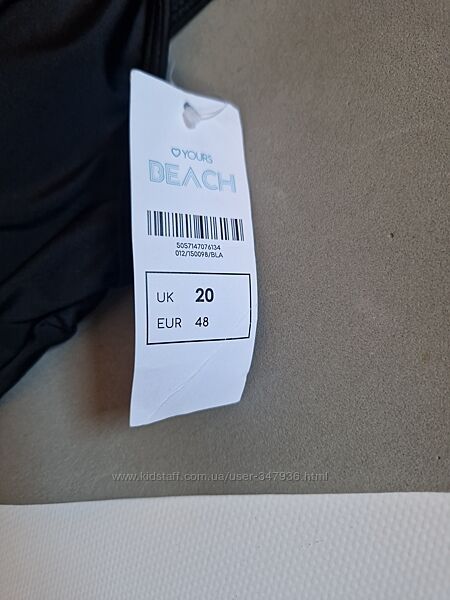 YOURS
BEACH
5057147076134
012/150098/BLA
UK 20
EUR 48
www.kidstaff.com.ua/user-347936.html